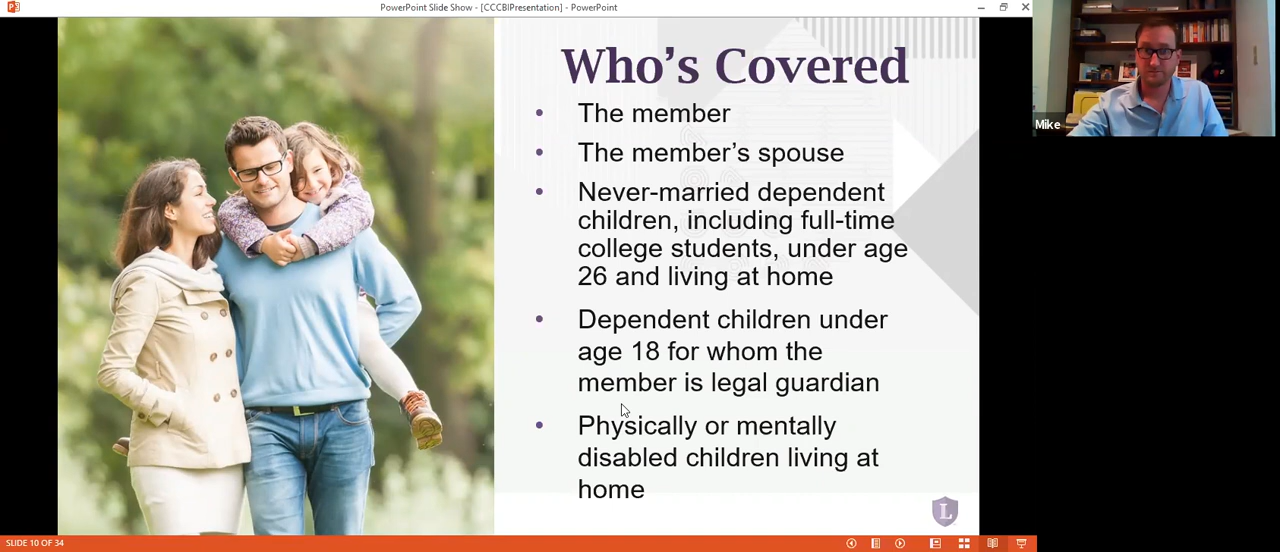 PowerPoint Slide Show - [CCCBIPresentation] - PowerPoint
Who's Covered
• The member
• The member's spouse
• Never-married dependent
children, including full-time
college students, under age
26 and living at home
• Dependent children under
age 18 for whom the
member is legal guardian
• Physically or mentally
disabled children living at
home
L
Mike
SLIDE 10 OF 34